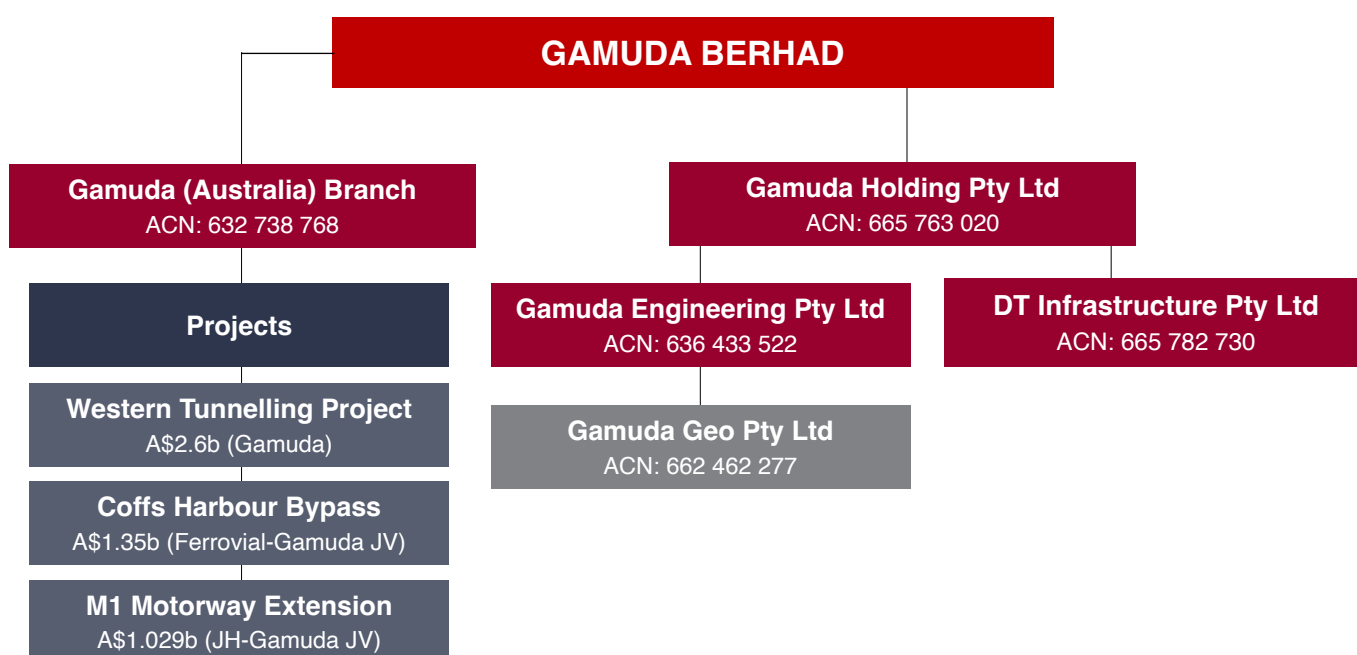 GAMUDA BERHAD
Gamuda (Australia) Branch
ACN: 632 738 768
Projects
Western Tunnelling Project
A$2.6b (Gamuda)
Coffs Harbour Bypass
A$1.35b (Ferrovial-Gamuda JV)
M1 Motorway Extension
A$1.029b (JH-Gamuda JV)
Gamuda Holding Pty Ltd
ACN: 665 763 020
Gamuda Engineering Pty Ltd
ACN: 636 433 522
Gamuda Geo Pty Ltd
ACN: 662 462 277
DT Infrastructure Pty Ltd
ACN: 665 782 730